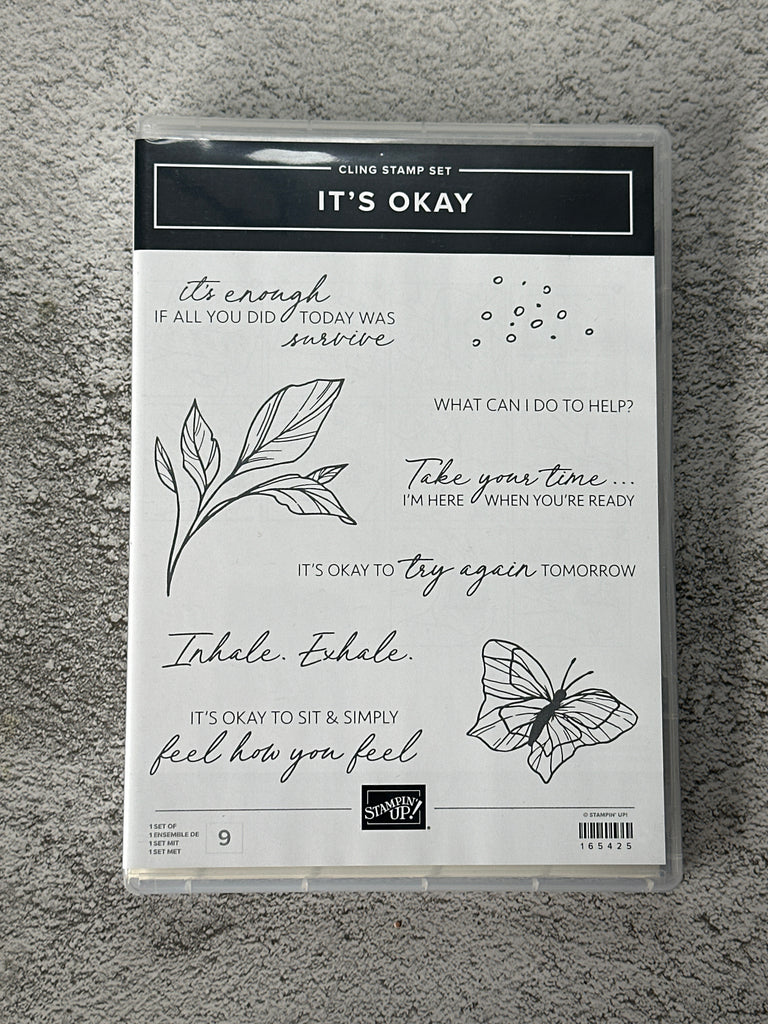 CLING STAMP SET
IT'S OKAY
it's enough
IF ALL YOU DID TODAY WAS
survive
WHAT CAN I DO TO HELP?
Take your time ...
I'M HERE WHEN YOU'RE READY
IT'S OKAY TO try again TOMORROW
Inhale. Exhale.
IT'S OKAY TO SIT & SIMPLY
feel how you feel
STAMPIN'
UP!
1 SET OF
1 ENSEMBLE DE
1 SET MIT
1 SET MET
9
© STAMPIN' UP!
165425